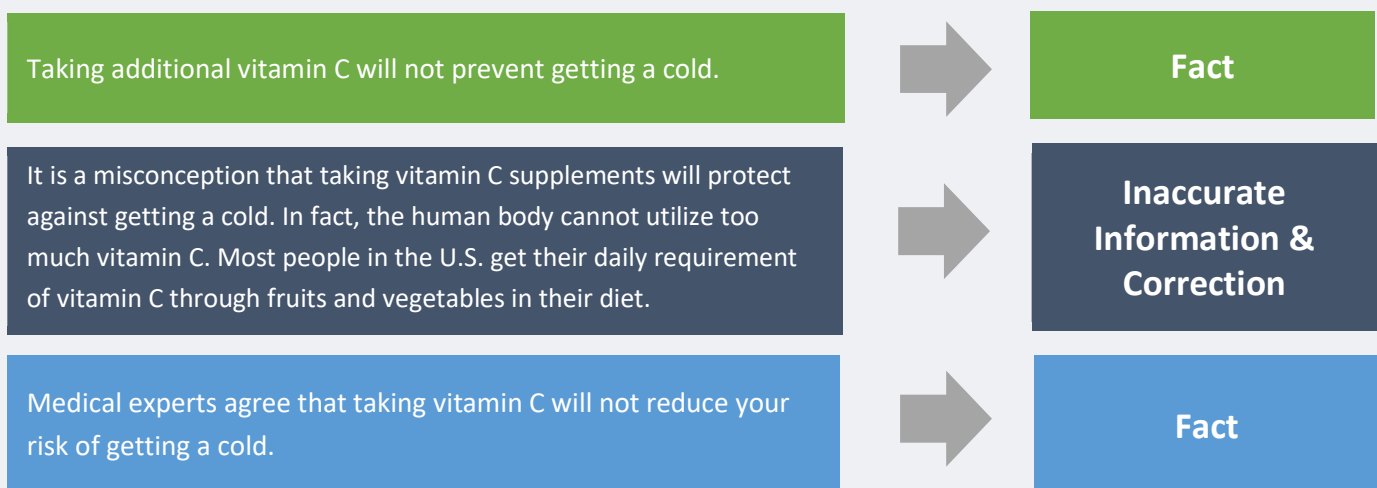 Taking additional vitamin C will not prevent getting a cold.
Fact
It is a misconception that taking vitamin C supplements will protect
against getting a cold. In fact, the human body cannot utilize too
much vitamin C. Most people in the U.S. get their daily requirement
of vitamin C through fruits and vegetables in their diet.
Inaccurate
Information &
Correction
Medical experts agree that taking vitamin C will not reduce your
risk of getting a cold.
Fact